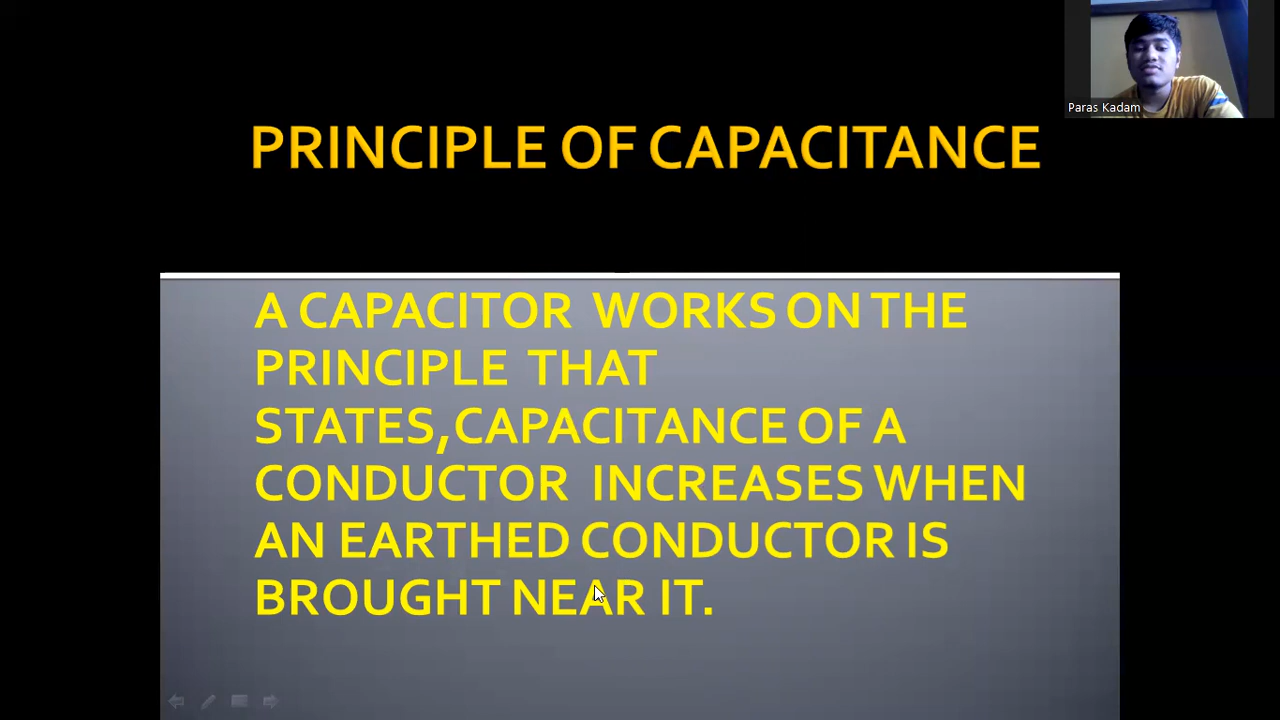 Paras Kadam
PRINCIPLE OF CAPACITANCE
A CAPACITOR WORKS ON THE
PRINCIPLE THAT
STATES,CAPACITANCE OF A
CONDUCTOR INCREASES WHEN
AN EARTHED CONDUCTOR IS
BROUGHT NEAR IT.